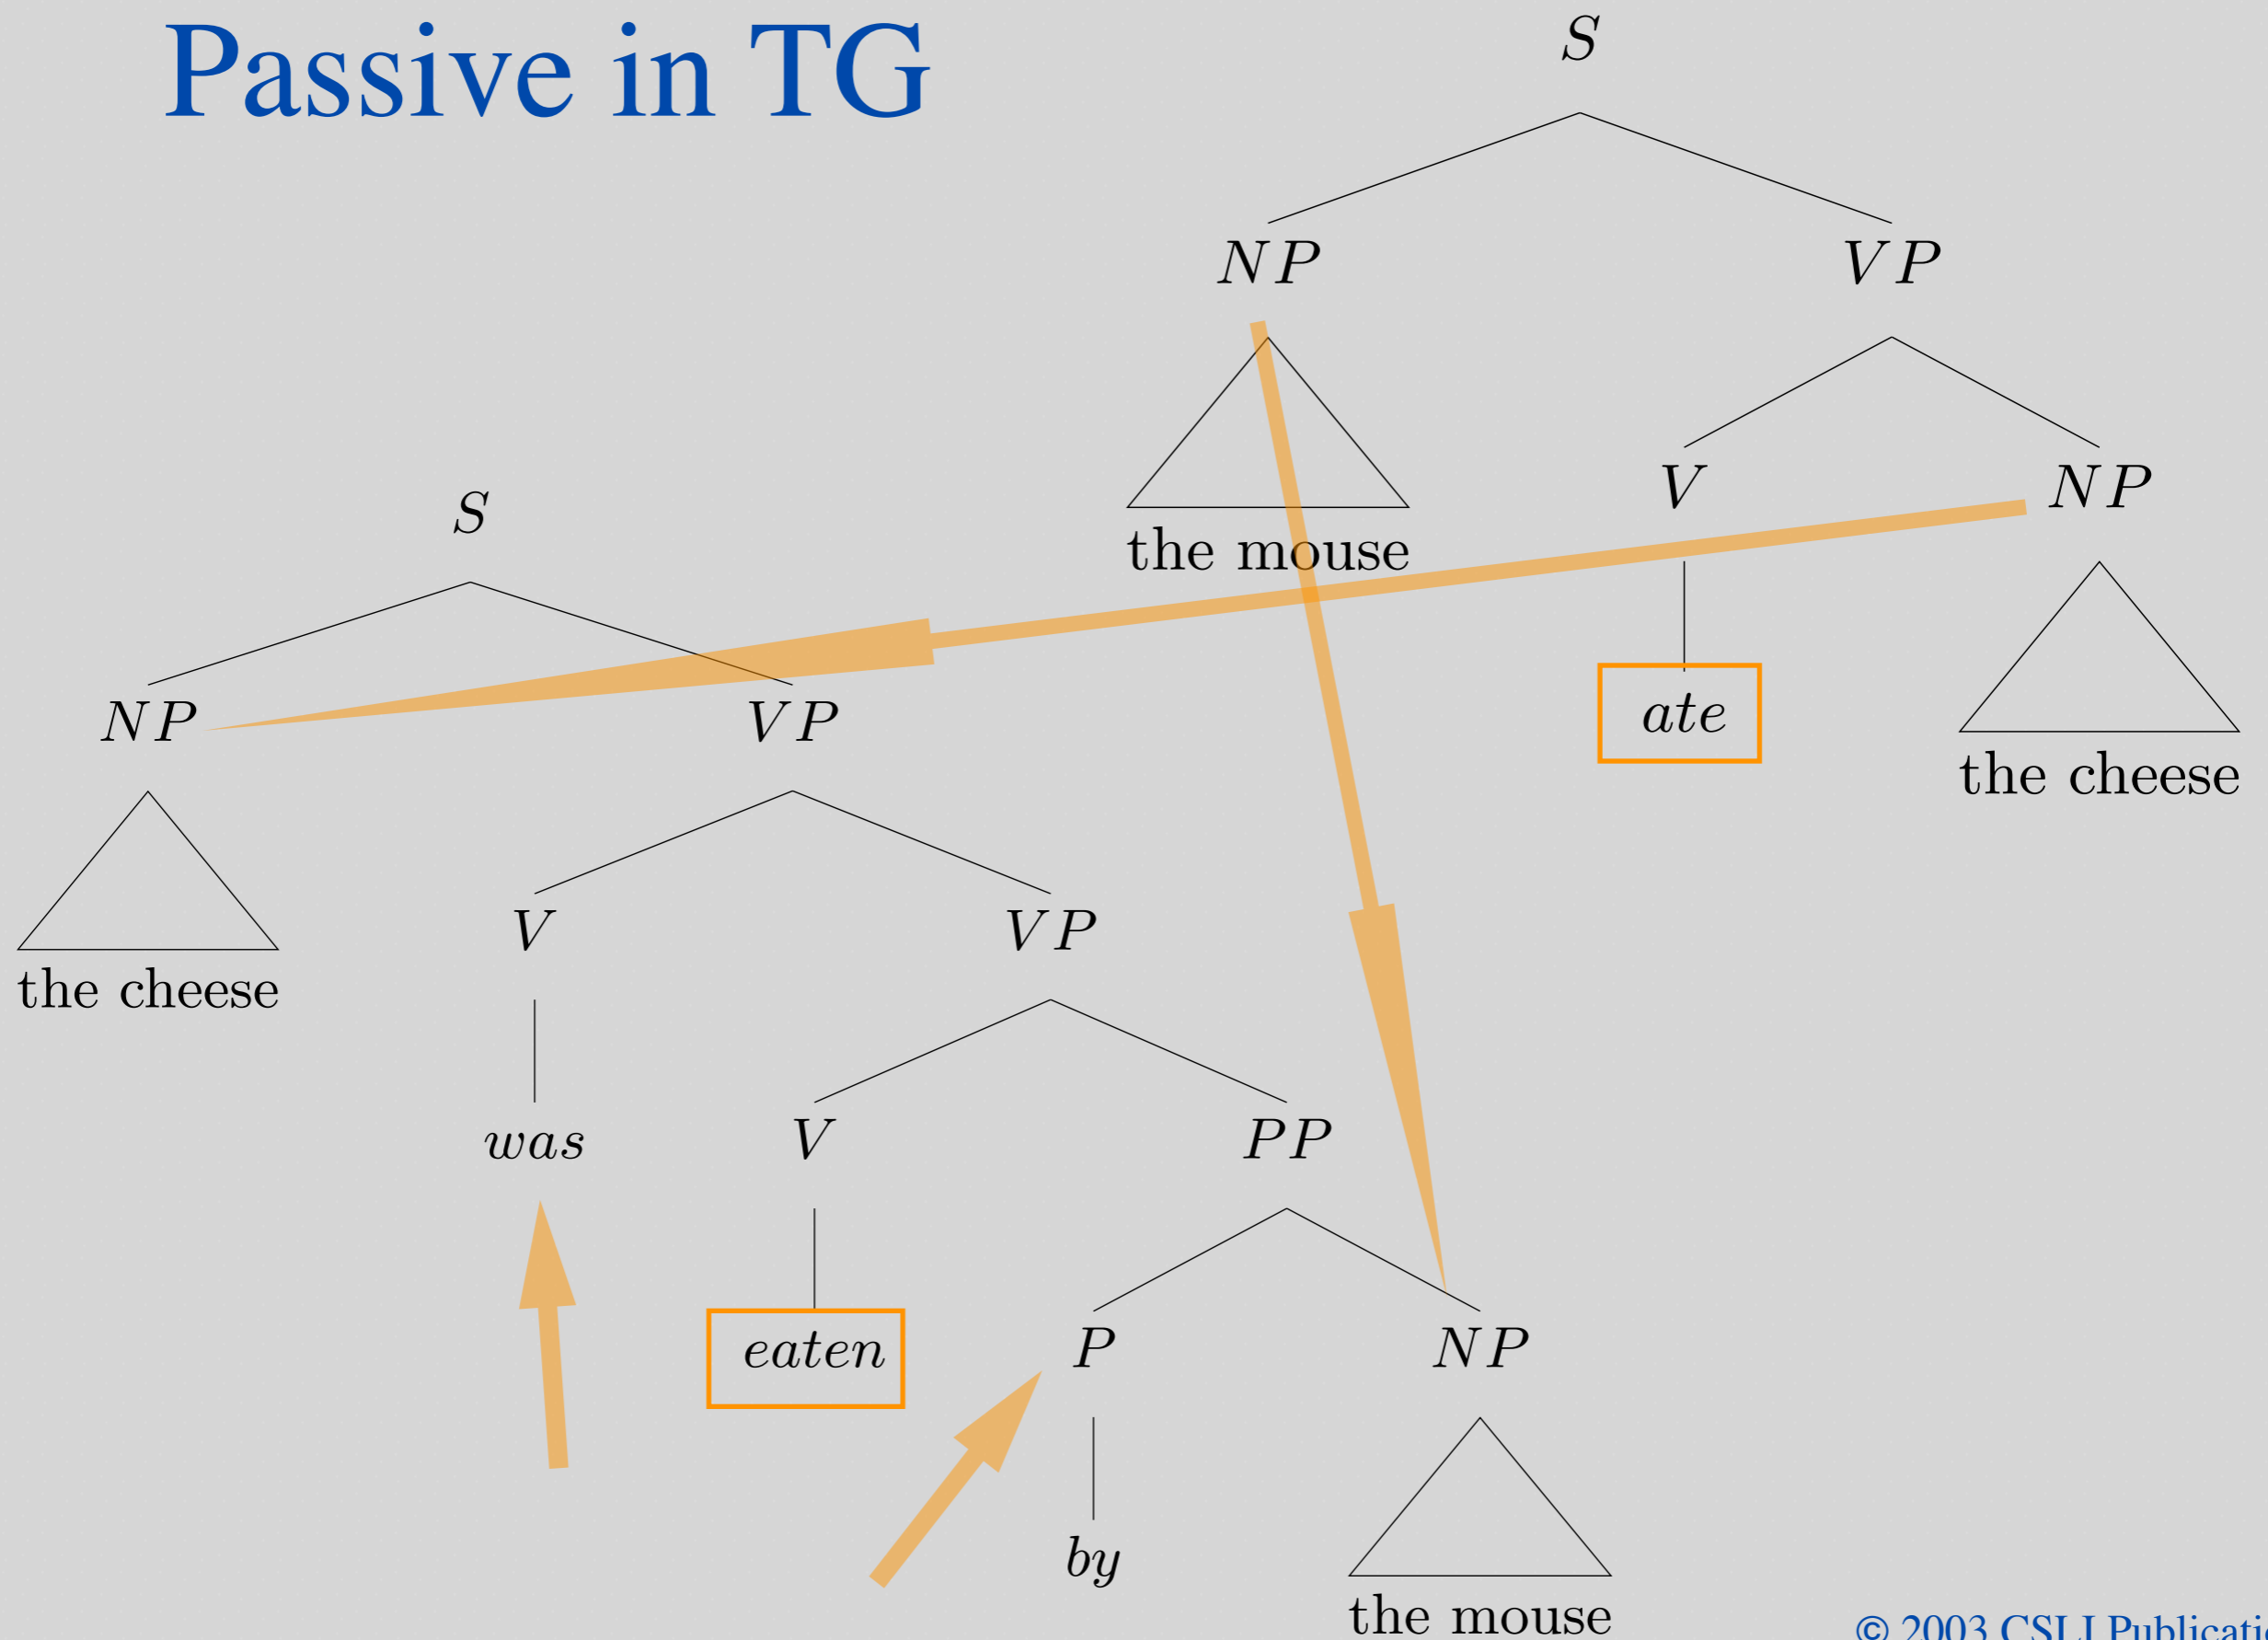 Passive in TG
S
NP VP
the mouse
V NP
ate
the cheese
S
NP VP
the cheese
V VP
was
V PP
eaten
P NP
by
the mouse
© 2003 CSLI